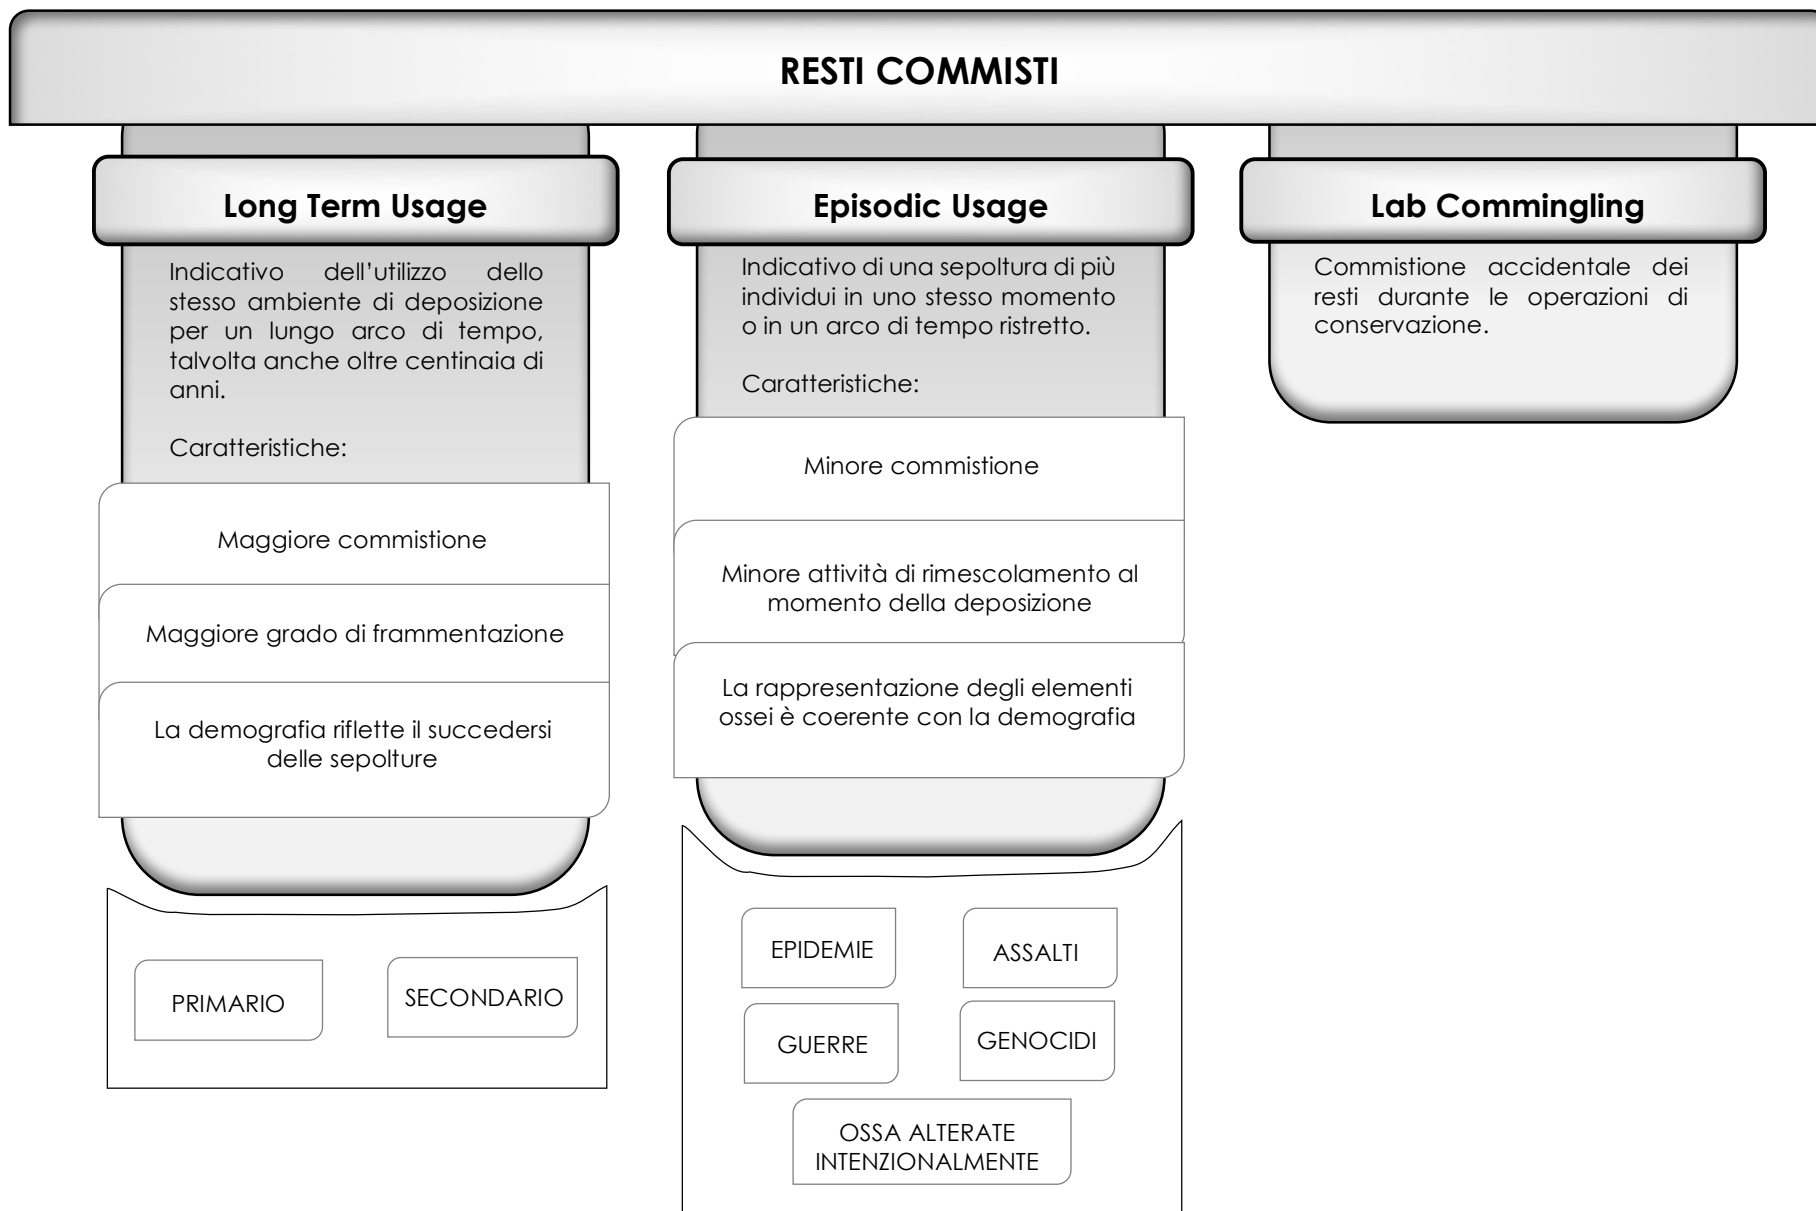 RESTI COMMISTI
Long Term Usage
Indicativo dell’utilizzo dello
stesso ambiente di deposizione
per un lungo arco di tempo,
talvolta anche oltre centinaia di
anni.
Caratteristiche:
Maggiore commistione
Maggiore grado di frammentazione
La demografia riflette il succedersi
delle sepolture
PRIMARIO
SECONDARIO
Episodic Usage
Indicativo di una sepoltura di più
individui in uno stesso momento
o in un arco di tempo ristretto.
Caratteristiche:
Minore commistione
Minore attività di rimescolamento al
momento della deposizione
La rappresentazione degli elementi
ossei è coerente con la demografia
EPIDEMIE
ASSALTI
GUERRE
GENOCIDI
OSSA ALTERATE
INTENZIONALMENTE
Lab Commingling
Commistione accidentale dei
resti durante le operazioni di
conservazione.